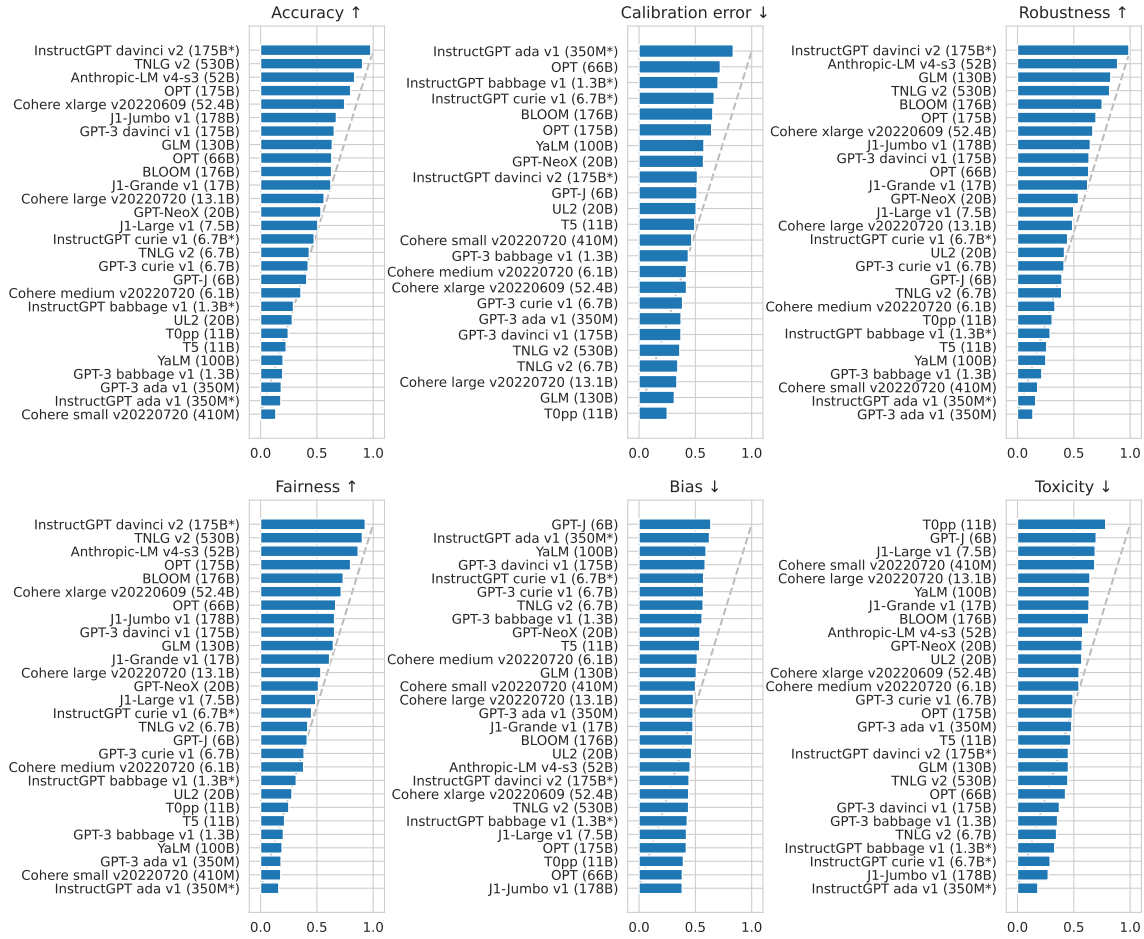 Accuracy ↑
InstructGPT davinci v2 (175B*)
TNLG v2 (530B)
Anthropic-LM v4-s3 (52B)
OPT (175B)
Cohere xlarge v20220609 (52.4B)
J1-Jumbo v1 (178B)
GPT-3 davinci v1 (175B)
GLM (130B)
OPT (66B)
BLOOM (176B)
J1-Grande v1 (17B)
Cohere large v20220720 (13.1B)
GPT-NeoX (20B)
J1-Large v1 (7.5B)
InstructGPT curie v1 (6.7B*)
TNLG v2 (6.7B)
GPT-3 curie v1 (6.7B)
GPT-J (6B)
Cohere medium v20220720 (6.1B)
InstructGPT babbage v1 (1.3B*)
UL2 (20B)
T0pp (11B)
T5 (11B)
YaLM (100B)
GPT-3 babbage v1 (1.3B)
GPT-3 ada v1 (350M)
InstructGPT ada v1 (350M*)
Cohere small v20220720 (410M)
0.0 0.5 1.0
Calibration error ↓
InstructGPT ada v1 (350M*)
OPT (66B)
InstructGPT babbage v1 (1.3B*)
InstructGPT curie v1 (6.7B*)
BLOOM (176B)
OPT (175B)
YaLM (100B)
GPT-NeoX (20B)
InstructGPT davinci v2 (175B*)
GPT-J (6B)
UL2 (20B)
T5 (11B)
Cohere small v20220720 (410M)
GPT-3 babbage v1 (1.3B)
Cohere medium v20220720 (6.1B)
Cohere xlarge v20220609 (52.4B)
GPT-3 curie v1 (6.7B)
GPT-3 ada v1 (350M)
GPT-3 davinci v1 (175B)
TNLG v2 (530B)
TNLG v2 (6.7B)
Cohere large v20220720 (13.1B)
GLM (130B)
T0pp (11B)
0.0 0.5 1.0
Robustness ↑
InstructGPT davinci v2 (175B*)
Anthropic-LM v4-s3 (52B)
GLM (130B)
TNLG v2 (530B)
BLOOM (176B)
OPT (175B)
Cohere xlarge v20220609 (52.4B)
J1-Jumbo v1 (178B)
GPT-3 davinci v1 (175B)
OPT (66B)
J1-Grande v1 (17B)
GPT-NeoX (20B)
J1-Large v1 (7.5B)
Cohere large v20220720 (13.1B)
InstructGPT curie v1 (6.7B*)
UL2 (20B)
GPT-3 curie v1 (6.7B)
GPT-J (6B)
TNLG v2 (6.7B)
Cohere medium v20220720 (6.1B)
T0pp (11B)
InstructGPT babbage v1 (1.3B*)
T5 (11B)
YaLM (100B)
GPT-3 babbage v1 (1.3B)
Cohere small v20220720 (410M)
InstructGPT ada v1 (350M*)
GPT-3 ada v1 (350M)
0.0 0.5 1.0
Fairness ↑
InstructGPT davinci v2 (175B*)
TNLG v2 (530B)
Anthropic-LM v4-s3 (52B)
OPT (175B)
BLOOM (176B)
Cohere xlarge v20220609 (52.4B)
OPT (66B)
J1-Jumbo v1 (178B)
GPT-3 davinci v1 (175B)
GLM (130B)
J1-Grande v1 (17B)
Cohere large v20220720 (13.1B)
GPT-NeoX (20B)
J1-Large v1 (7.5B)
InstructGPT curie v1 (6.7B*)
TNLG v2 (6.7B)
GPT-J (6B)
GPT-3 curie v1 (6.7B)
Cohere medium v20220720 (6.1B)
InstructGPT babbage v1 (1.3B*)
UL2 (20B)
T0pp (11B)
T5 (11B)
GPT-3 babbage v1 (1.3B)
YaLM (100B)
GPT-3 ada v1 (350M)
Cohere small v20220720 (410M)
InstructGPT ada v1 (350M*)
0.0 0.5 1.0
Bias ↓
GPT-J (6B)
InstructGPT ada v1 (350M*)
YaLM (100B)
GPT-3 davinci v1 (175B)
InstructGPT curie v1 (6.7B*)
GPT-3 curie v1 (6.7B)
TNLG v2 (6.7B)
GPT-3 babbage v1 (1.3B)
GPT-NeoX (20B)
T5 (11B)
Cohere medium v20220720 (6.1B)
GLM (130B)
Cohere small v20220720 (410M)
Cohere large v20220720 (13.1B)
GPT-3 ada v1 (350M)
J1-Grande v1 (17B)
BLOOM (176B)
UL2 (20B)
Anthropic-LM v4-s3 (52B)
InstructGPT davinci v2 (175B*)
Cohere xlarge v20220609 (52.4B)
TNLG v2 (530B)
InstructGPT babbage v1 (1.3B*)
J1-Large v1 (7.5B)
OPT (175B)
T0pp (11B)
OPT (66B)
J1-Jumbo v1 (178B)
0.0 0.5 1.0
Toxicity ↓
T0pp (11B)
GPT-J (6B)
J1-Large v1 (7.5B)
Cohere small v20220720 (410M)
Cohere large v20220720 (13.1B)
YaLM (100B)
J1-Grande v1 (17B)
BLOOM (176B)
Anthropic-LM v4-s3 (52B)
GPT-NeoX (20B)
UL2 (20B)
Cohere xlarge v20220609 (52.4B)
Cohere medium v20220720 (6.1B)
GPT-3 curie v1 (6.7B)
OPT (175B)
GPT-3 ada v1 (350M)
T5 (11B)
InstructGPT davinci v2 (175B*)
GLM (130B)
TNLG v2 (530B)
OPT (66B)
GPT-3 davinci v1 (175B)
GPT-3 babbage v1 (1.3B)
TNLG v2 (6.7B)
InstructGPT babbage v1 (1.3B*)
InstructGPT curie v1 (6.7B*)
J1-Jumbo v1 (178B)
InstructGPT ada v1 (350M*)
0.0 0.5 1.0